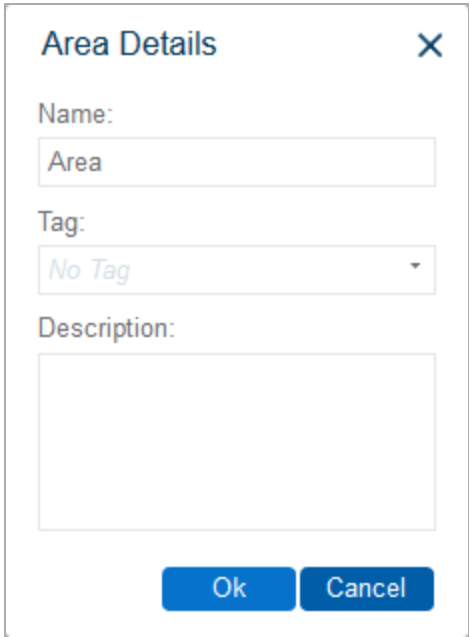 Area Details
Name:
Area
Tag:
No Tag
Description:
Ok Cancel